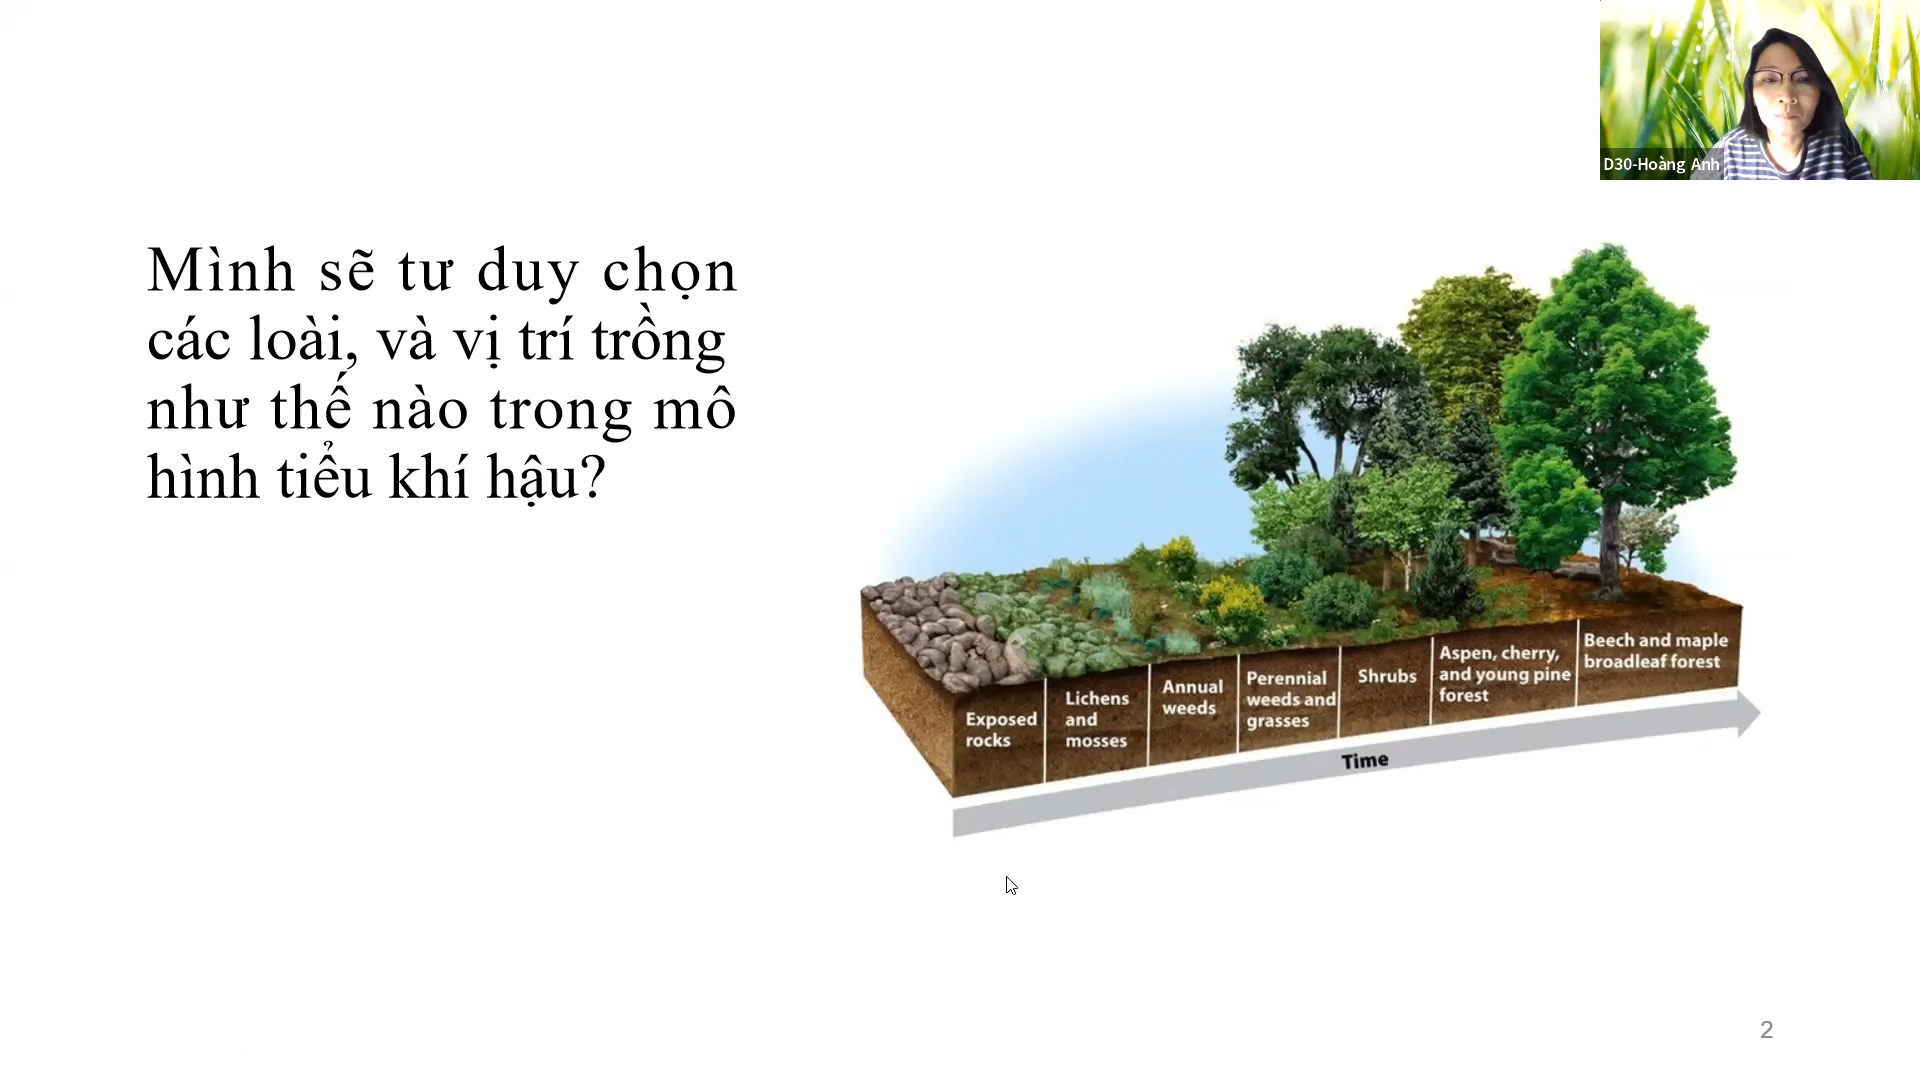 D30-Hoàng Anh
Mình sẽ tư duy chọn
các loài, và vị trí trồng
như thế nào trong mô
hình tiểu khí hậu?
Exposed
rocks
Lichens
and
mosses
Annual
weeds
Perennial
weeds and
grasses
Shrubs
Aspen, cherry,
and young pine
forest
Beech and maple
broadleaf forest
Time
2